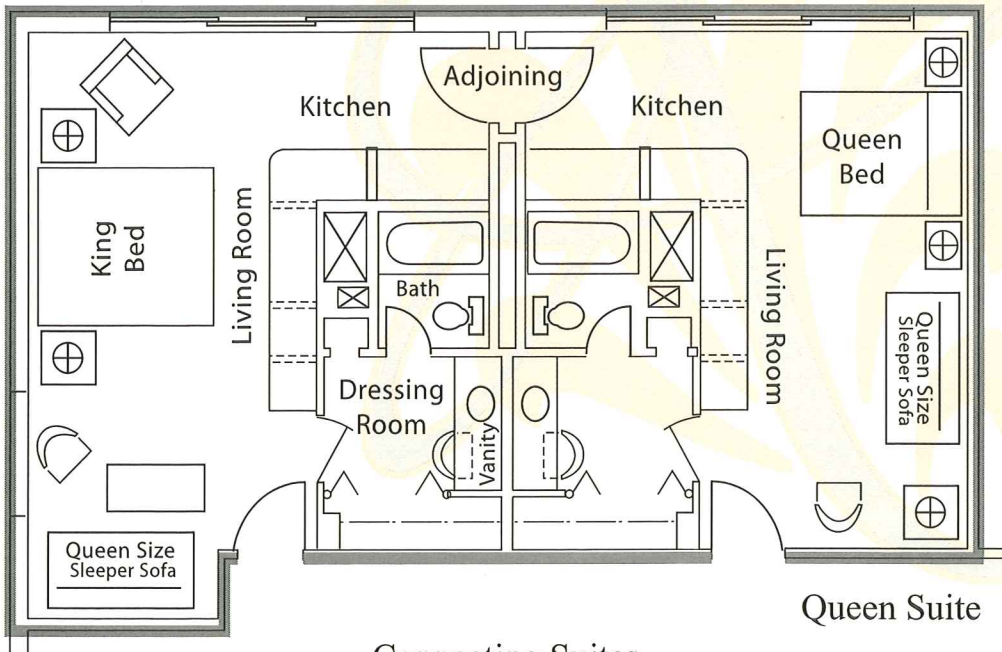 Adjoining
Kitchen
Kitchen
Queen
Bed
King
Bed
Living Room
Living Room
Bath
Queen Size
Sleeper Sofa
Dressing
Room
Vanity
Queen Size
Sleeper Sofa
Queen Suite
Connecting Suites